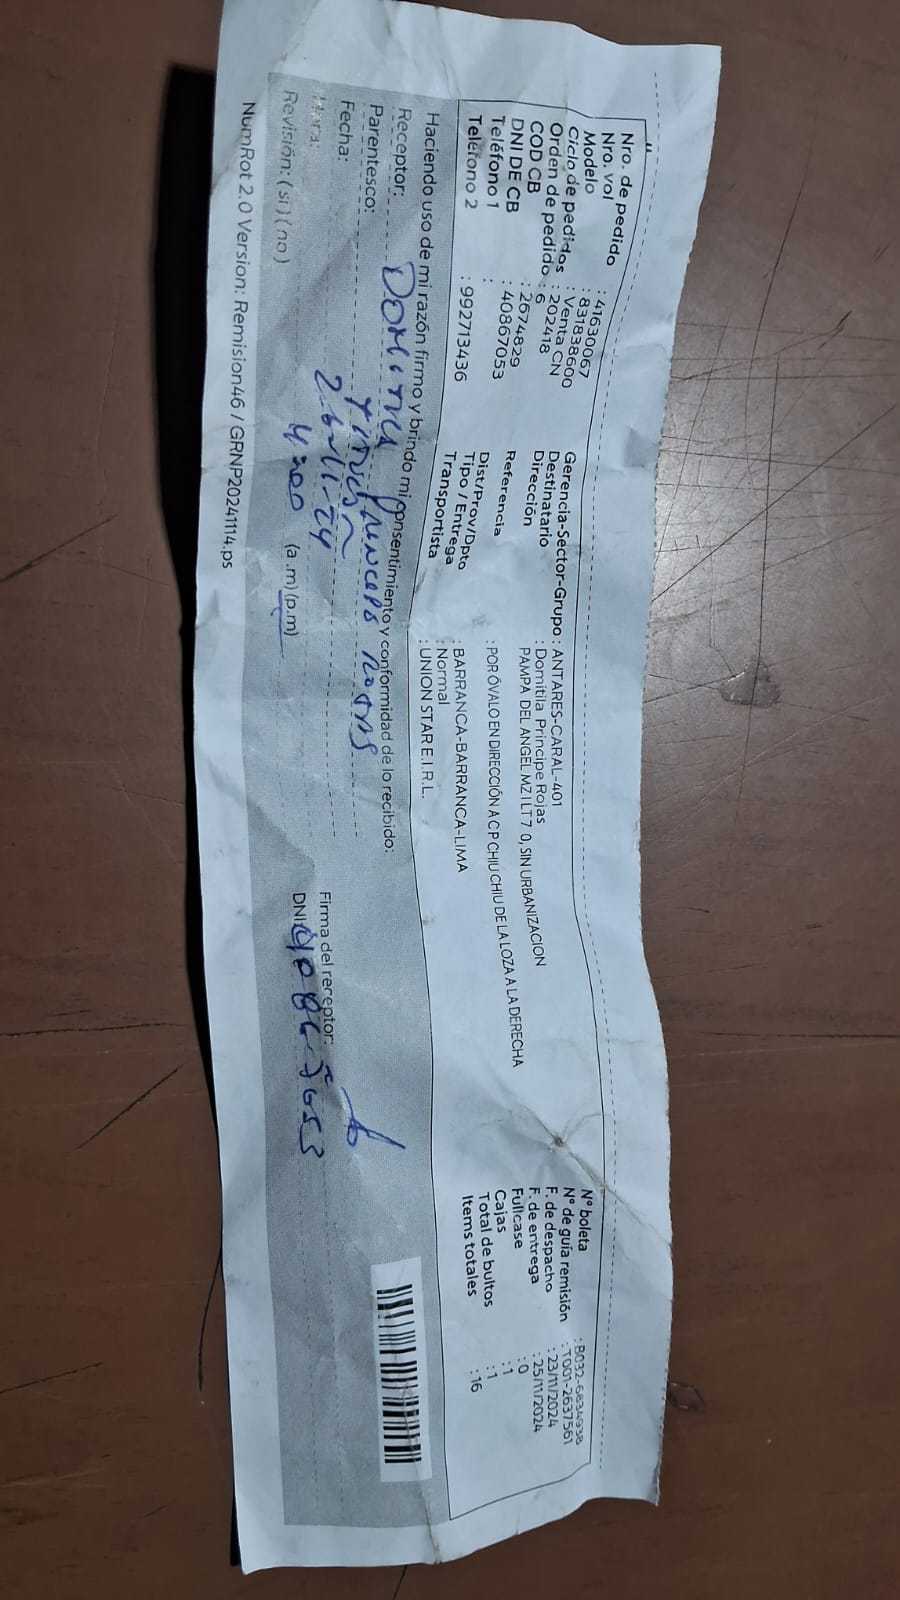 Nro. de pedido : 41630067
Nro. vol : 831838600
Modelo : Venta CN
Ciclo de pedidos : 202418
Orden de pedido : 6
COD CB : 2674829
DNI DE CB : 40867053
Teléfono 1 :
Teléfono 2 : 992713436
Gerencia-Sector-Grupo : ANTARES-CARAL-401
Destinatario : Domitila Principe Rojas
Dirección PAMPA DEL ANGEL MZ I LT 7 0, SIN URBANIZACION
Referencia : POR ÓVALO EN DIRECCIÓN A C P CHIU CHIU DE LA LOZA A LA DERECHA
Dist/Prov/Dpto : BARRANCA-BARRANCA-LIMA
Tipo / Entrega : Normal
Transportista : UNION STAR E.I.R.L.
N° boleta : B032-6834938
N° de guía remisión : T001-2637561
F. de despacho : 23/11/2024
F. de entrega : 25/11/2024
Fullcase : 0
Cajas : 1
Total de bultos : 1
Items totales : 16
Haciendo uso de mi razón firmo y brindo mi consentimiento y conformidad de lo recibido:
Receptor:
Parentesco:
Fecha: 26-11-24
Hora: 4:00 (a.m) (p.m)
Revisión: (si) (no)
Firma del receptor:
DNI: 40867053
NumRot 2.0 Version: Remision46 / GRNP20241114.ps